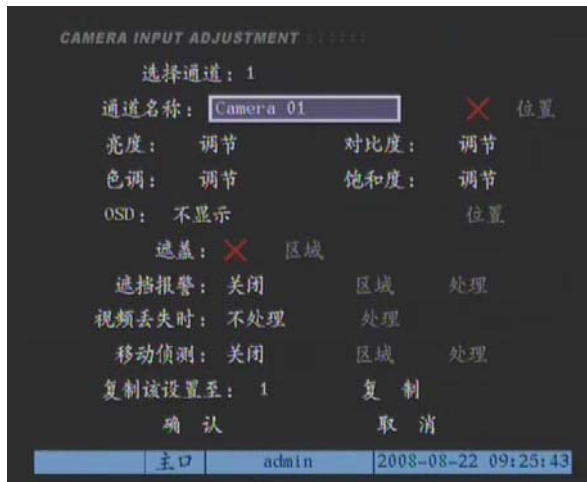 CAMERA INPUT ADJUSTMENT
选择通道: 1
通道名称: Camera 01 位置
亮度: 调节 对比度: 调节
色调: 调节 饱和度: 调节
OSD: 不显示 位置
遮盖: 区域
遮挡报警: 关闭 区域 处理
视频丢失时: 不处理 处理
移动侦测: 关闭 区域 处理
复制该设置至: 1 复 制
确 认 取 消
主口 admin 2008-08-22 09:25:43